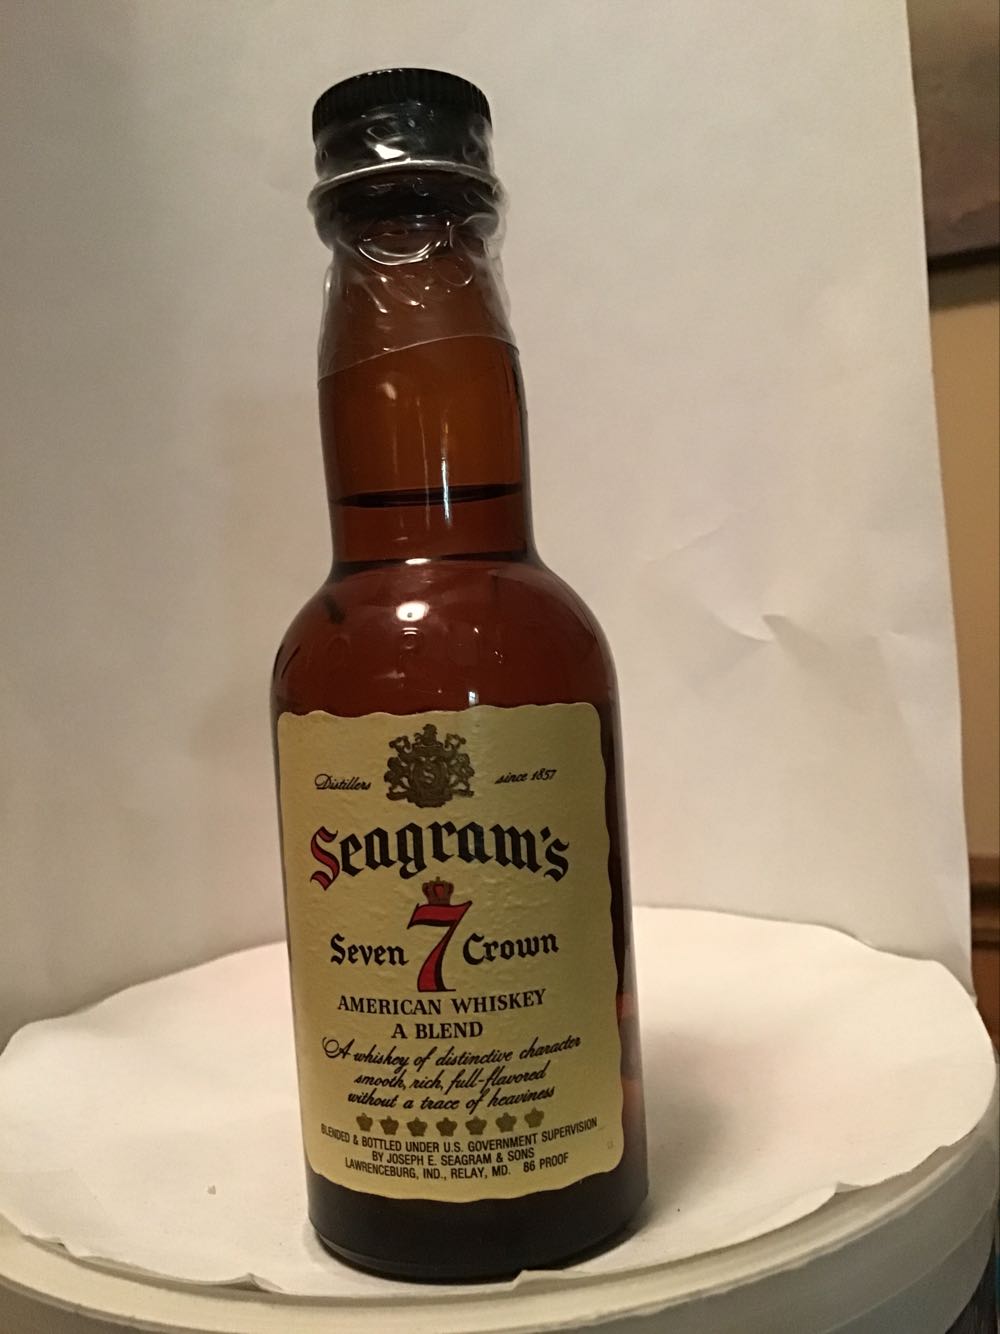 Distillers since 1857
Seagram's
Seven 7 Crown
AMERICAN WHISKEY
A BLEND
A whiskey of distinctive character
smooth, rich, full-flavored
without a trace of heaviness
BLENDED & BOTTLED UNDER U.S. GOVERNMENT SUPERVISION
BY JOSEPH E. SEAGRAM & SONS
LAWRENCEBURG, IND., RELAY, MD. 86 PROOF